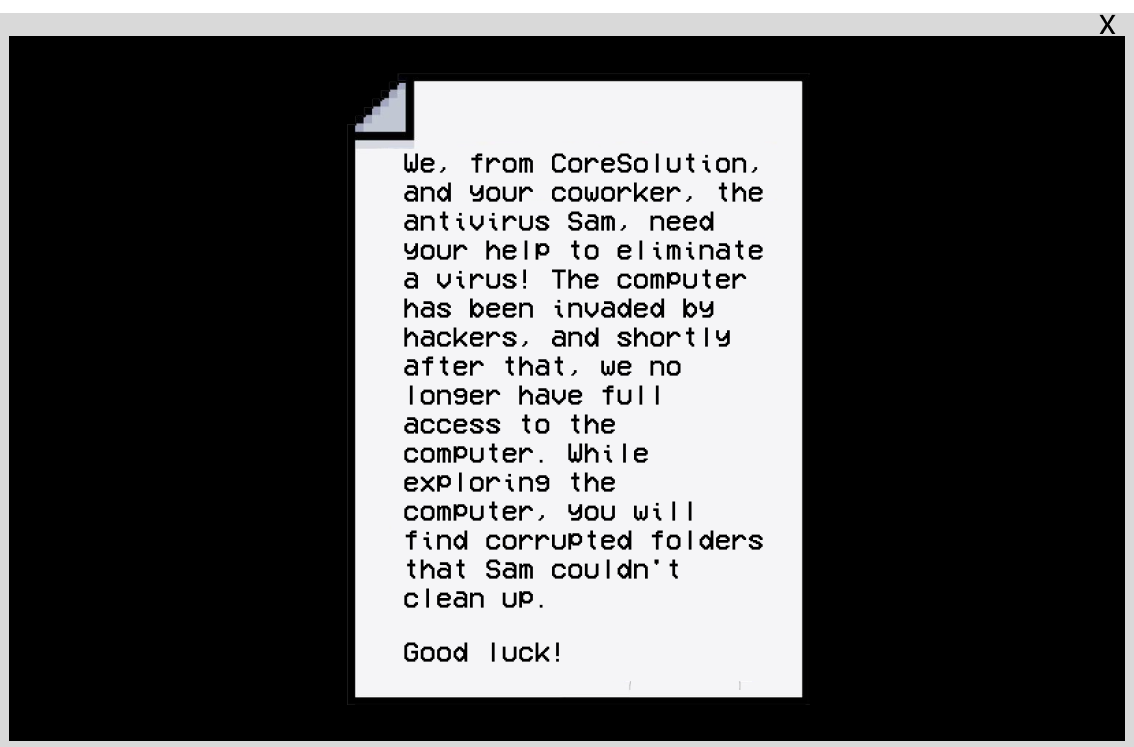 X
We, from CoreSolution,
and your coworker, the
antivirus Sam, need
your help to eliminate
a virus! The computer
has been invaded by
hackers, and shortly
after that, we no
longer have full
access to the
computer. While
exploring the
computer, you will
find corrupted folders
that Sam couldn't
clean up.
Good luck!